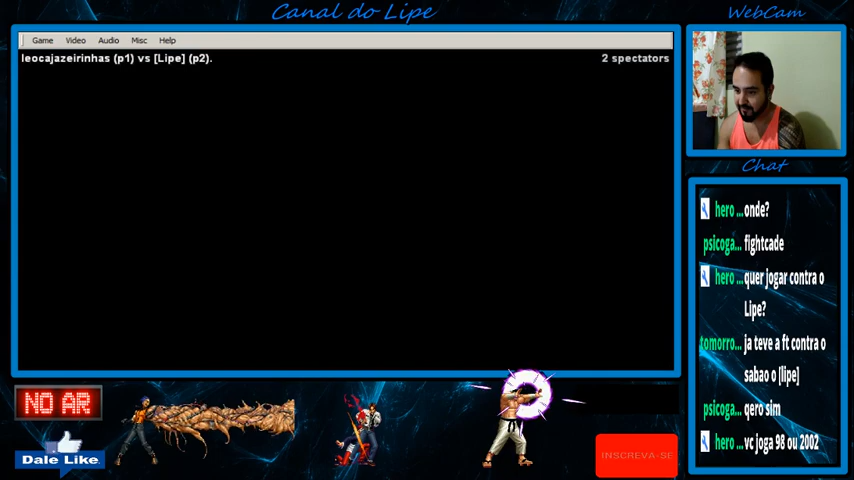 Canal do Lipe
WebCam
Game Video Audio Misc Help
leocajazeirinhas (p1) vs [Lipe] (p2).
2 spectators
Chat
hero ... onde?
psicoga... fightcade
hero ... quer jogar contra o
Lipe?
tomorro... ja teve a ft contra o
sabao o [lipe]
psicoga... qero sim
hero ... vc joga 98 ou 2002
NO AR
Dale Like.
INSCREVA-SE